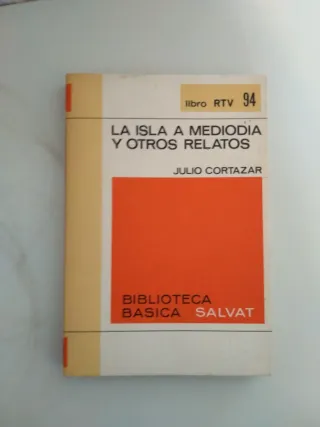 libro RTV 94
LA ISLA A MEDIODIA
Y OTROS RELATOS
JULIO CORTAZAR
BIBLIOTECA
BASICA SALVAT